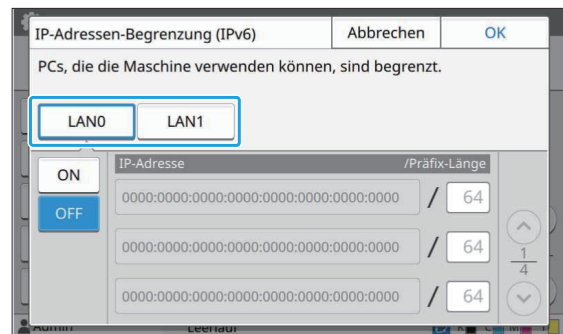 IP-Adressen-Begrenzung (IPv6) Abbrechen OK
PCs, die die Maschine verwenden können, sind begrenzt.
LAN0 LAN1
IP-Adresse /Präfix-Länge
ON
0000:0000:0000:0000:0000:0000:0000:0000 / 64
OFF
0000:0000:0000:0000:0000:0000:0000:0000 / 64
1
4
0000:0000:0000:0000:0000:0000:0000:0000 / 64
Admin Leerlauf K C M Y